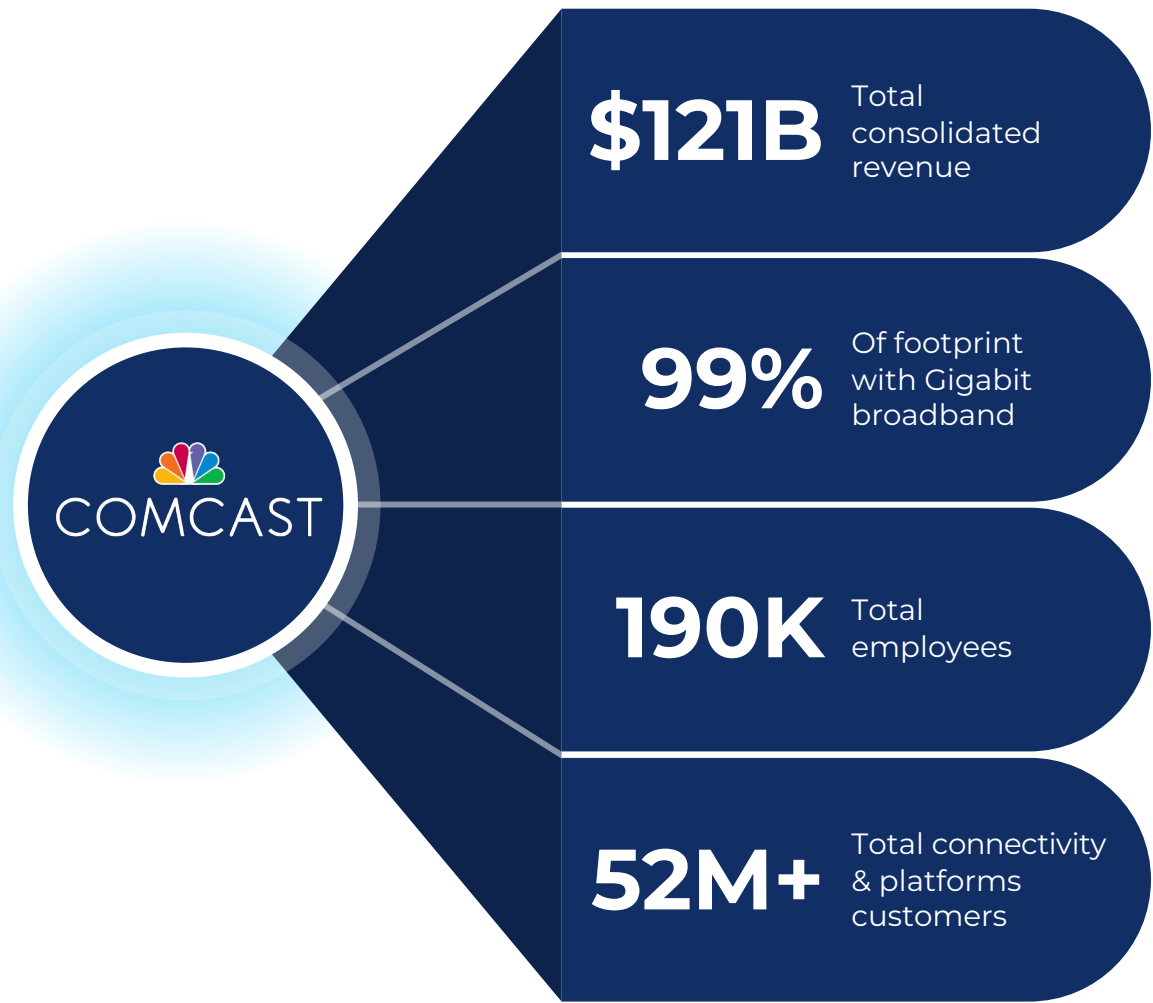 COMCAST
$121B
Total
consolidated
revenue
99%
Of footprint
with Gigabit
broadband
190K
Total
employees
52M+
Total connectivity
& platforms
customers